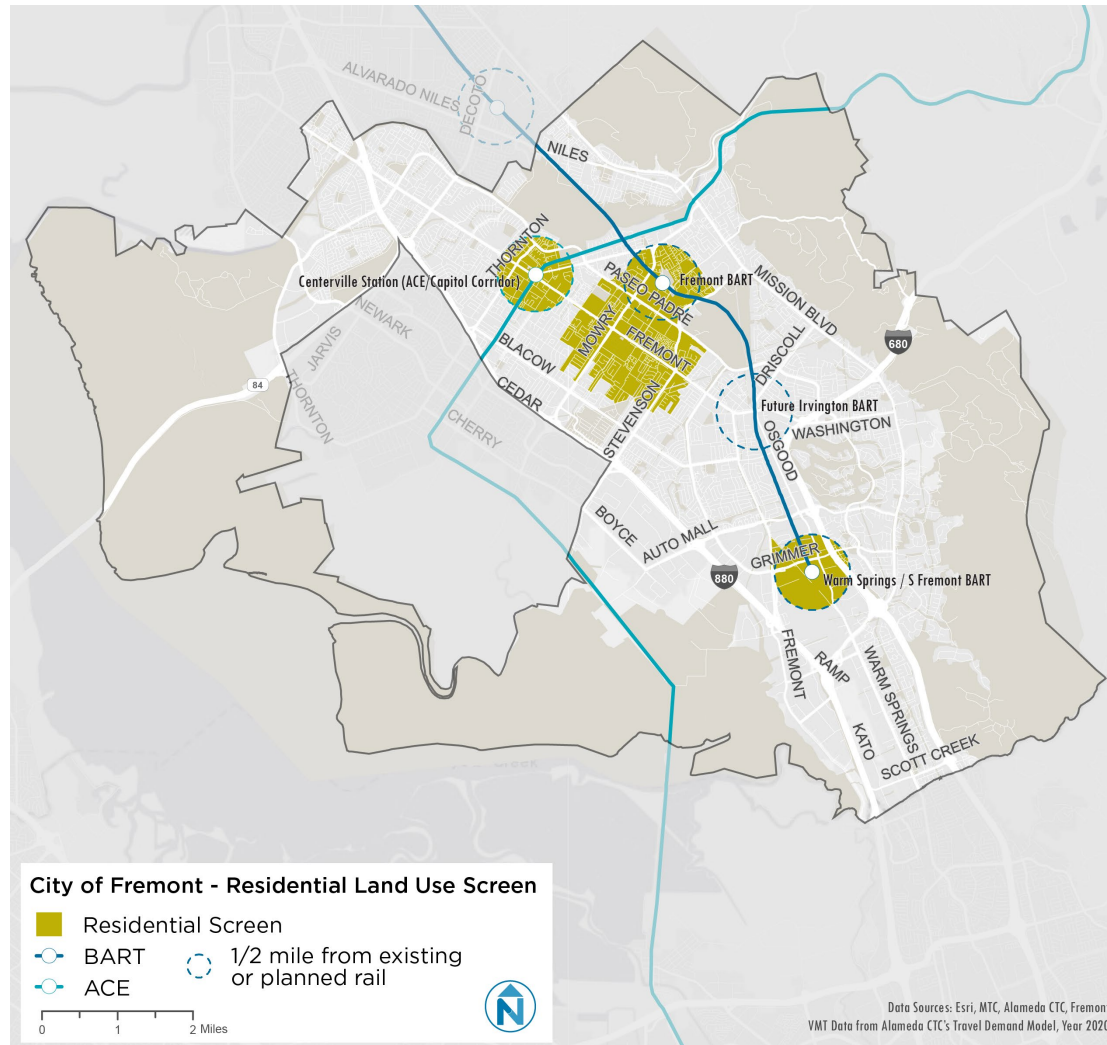 ALVARADO NILES
DECOTO
NILES
THORNTON
Centerville Station (ACE/Capitol Corridor)
PASEO PADRE
Fremont BART
MISSION BLVD
NEWARK
JARVIS
MOWRY
FREMONT
DRISCOLL
680
BLACOW
84
THORNTON
CEDAR
STEVENSON
Future Irvington BART
CHERRY
OSGOOD
WASHINGTON
BOYCE
AUTO MALL
GRIMMER
880
Warm Springs / S Fremont BART
FREMONT
RAMP
WARM SPRINGS
KATO
SCOTT CREEK
City of Fremont - Residential Land Use Screen
Residential Screen
BART
ACE
1/2 mile from existing
or planned rail
0
1
2 Miles
N
Data Sources: Esri, MTC, Alameda CTC, Fremon
VMT Data from Alameda CTC's Travel Demand Model, Year 2020